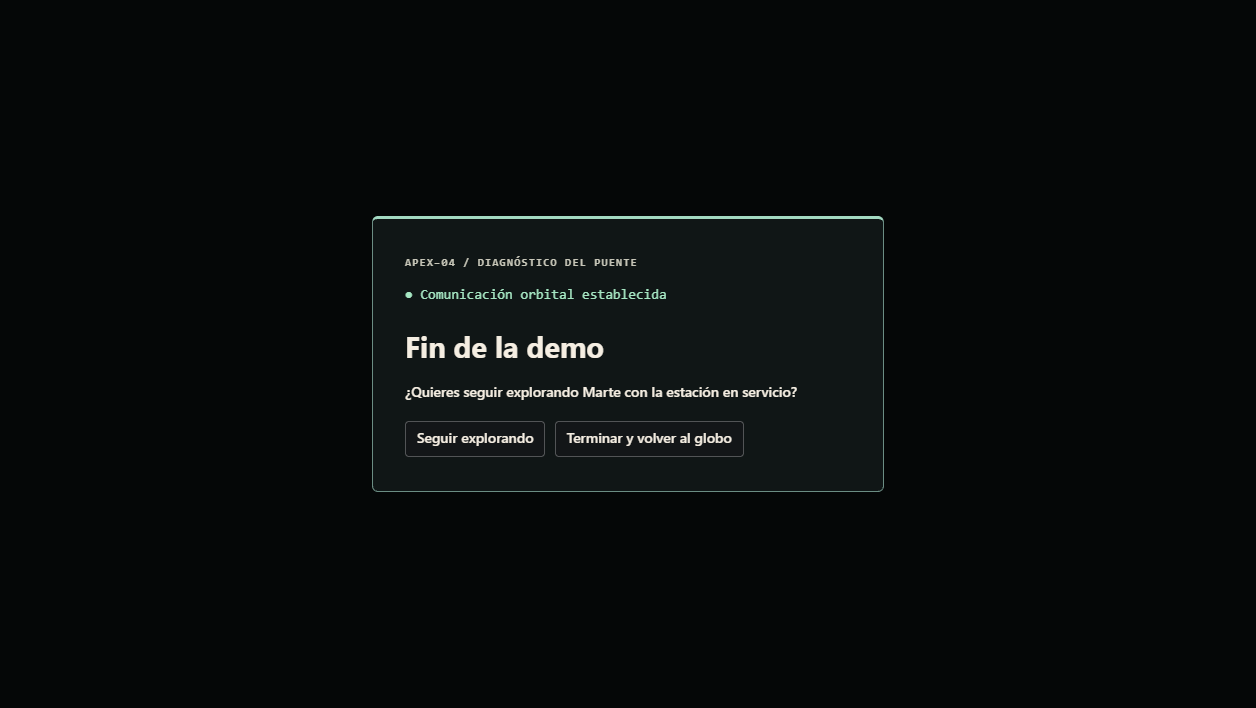 APEX-04 / DIAGNÓSTICO DEL PUENTE
● Comunicación orbital establecida
Fin de la demo
¿Quieres seguir explorando Marte con la estación en servicio?
Seguir explorando
Terminar y volver al globo